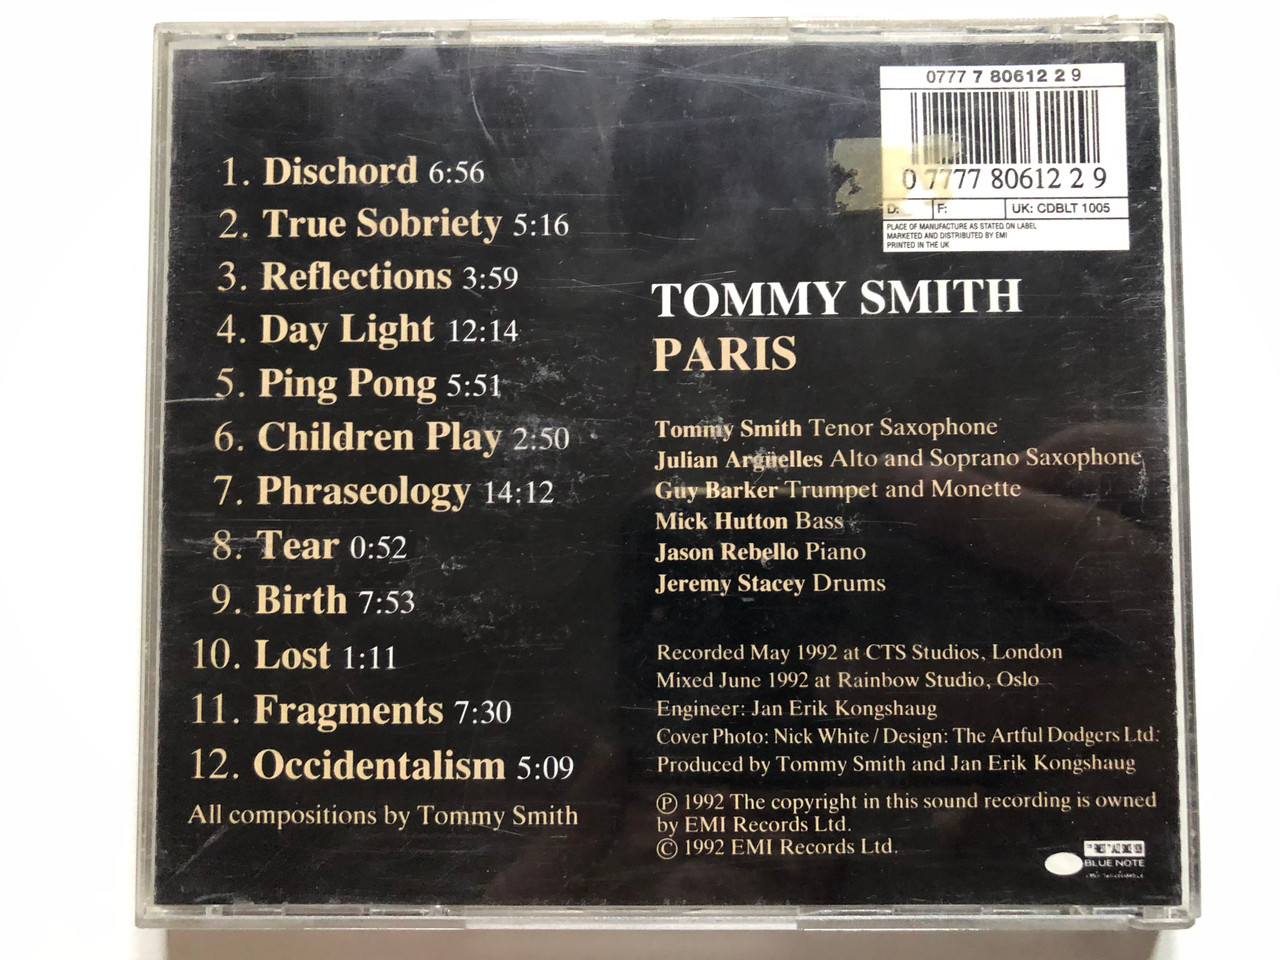 0777 7 80612 2 9
0 7777 80612 2 9
D: F: UK: CDBLT 1005
PLACE OF MANUFACTURE AS STATED ON LABEL
MARKETED AND DISTRIBUTED BY EMI
PRINTED IN THE UK
1. Dischord 6:56
2. True Sobriety 5:16
3. Reflections 3:59
4. Day Light 12:14
5. Ping Pong 5:51
6. Children Play 2:50
7. Phraseology 14:12
8. Tear 0:52
9. Birth 7:53
10. Lost 1:11
11. Fragments 7:30
12. Occidentalism 5:09
All compositions by Tommy Smith
TOMMY SMITH
PARIS
Tommy Smith Tenor Saxophone
Julian Argüelles Alto and Soprano Saxophone
Guy Barker Trumpet and Monette
Mick Hutton Bass
Jason Rebello Piano
Jeremy Stacey Drums
Recorded May 1992 at CTS Studios, London
Mixed June 1992 at Rainbow Studio, Oslo
Engineer: Jan Erik Kongshaug
Cover Photo: Nick White / Design: The Artful Dodgers Ltd.
Produced by Tommy Smith and Jan Erik Kongshaug
℗ 1992 The copyright in this sound recording is owned
by EMI Records Ltd.
© 1992 EMI Records Ltd.
BLUE NOTE